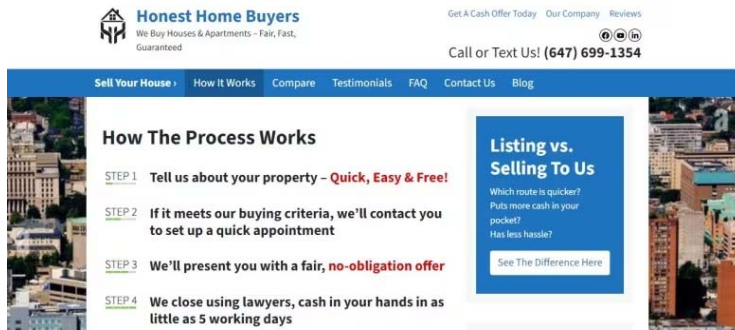 Honest Home Buyers
We Buy Houses & Apartments – Fair, Fast,
Guaranteed
Get A Cash Offer Today Our Company Reviews
Call or Text Us! (647) 699-1354
Sell Your House › How It Works Compare Testimonials FAQ Contact Us Blog
How The Process Works
STEP 1 Tell us about your property – Quick, Easy & Free!
STEP 2 If it meets our buying criteria, we’ll contact you
to set up a quick appointment
STEP 3 We’ll present you with a fair, no-obligation offer
STEP 4 We close using lawyers, cash in your hands in as
little as 5 working days
Listing vs.
Selling To Us
Which route is quicker?
Puts more cash in your
pocket?
Has less hassle?
See The Difference Here